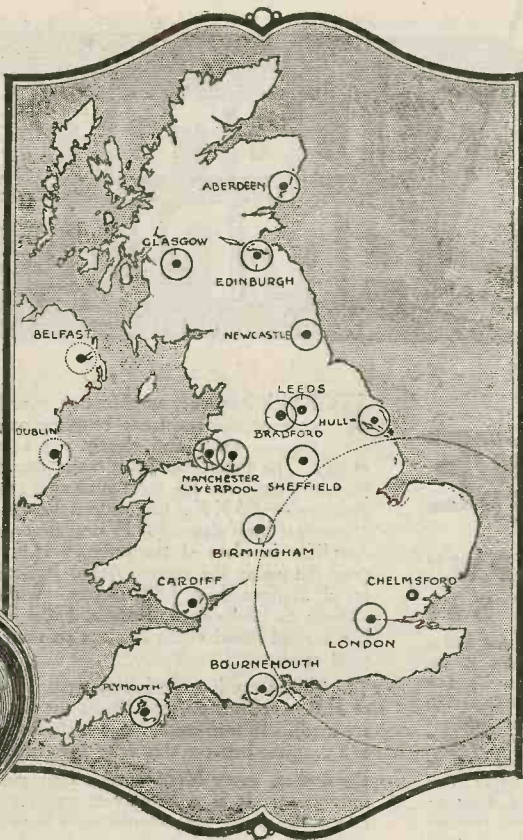 ABERDEEN
GLASGOW
EDINBURGH
BELFAST
NEWCASTLE
LEEDS
BRADFORD
HULL
DUBLIN
MANCHESTER
LIVERPOOL
SHEFFIELD
BIRMINGHAM
CARDIFF
CHELMSFORD
LONDON
BOURNEMOUTH
PLYMOUTH